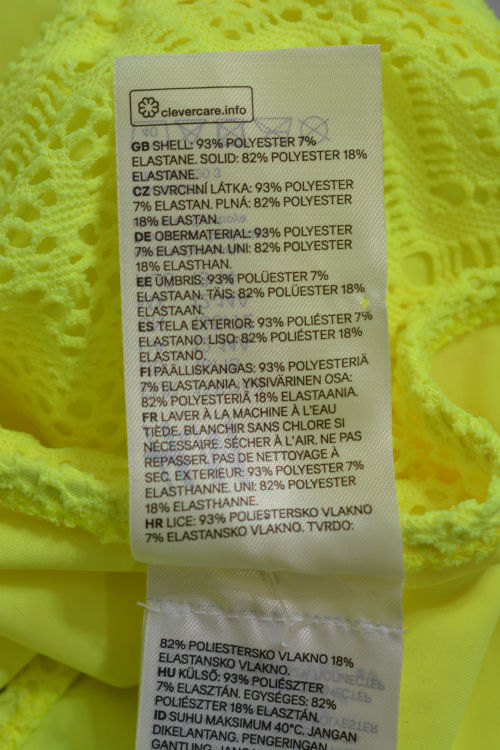 clevercare.info
GB SHELL: 93% POLYESTER 7%
ELASTANE. SOLID: 82% POLYESTER 18%
ELASTANE.
CZ SVRCHNÍ LÁTKA: 93% POLYESTER
7% ELASTAN. PLNÁ: 82% POLYESTER
18% ELASTAN.
DE OBERMATERIAL: 93% POLYESTER
7% ELASTHAN. UNI: 82% POLYESTER
18% ELASTHAN.
EE ÜMBRIS: 93% POLÜESTER 7%
ELASTAAN. TÄIS: 82% POLÜESTER 18%
ELASTAAN.
ES TELA EXTERIOR: 93% POLIÉSTER 7%
ELASTANO. LISO: 82% POLIÉSTER 18%
ELASTANO.
FI PÄÄLLISKANGAS: 93% POLYESTERIÄ
7% ELASTAANIA. YKSIVÄRINEN OSA:
82% POLYESTERIÄ 18% ELASTAANIA.
FR LAVER À LA MACHINE À L'EAU
TIÈDE. BLANCHIR SANS CHLORE SI
NÉCESSAIRE. SÉCHER À L'AIR. NE PAS
REPASSER. PAS DE NETTOYAGE À
SEC. EXTERIEUR: 93% POLYESTER 7%
ELASTHANNE. UNI: 82% POLYESTER
18% ELASTHANNE.
HR LICE: 93% POLIESTERSKO VLAKNO
7% ELASTANSKO VLAKNO. TVRDO:
82% POLIESTERSKO VLAKNO 18%
ELASTANSKO VLAKNO.
HU KÜLSŐ: 93% POLIÉSZTER
7% ELASZTÁN. EGYSÉGES: 82%
POLIÉSZTER 18% ELASZTÁN.
ID SUHU MAKSIMUM 40°C. JANGAN
DIKELANTANG. PENGERINGAN
GANTUNG. JANGAN